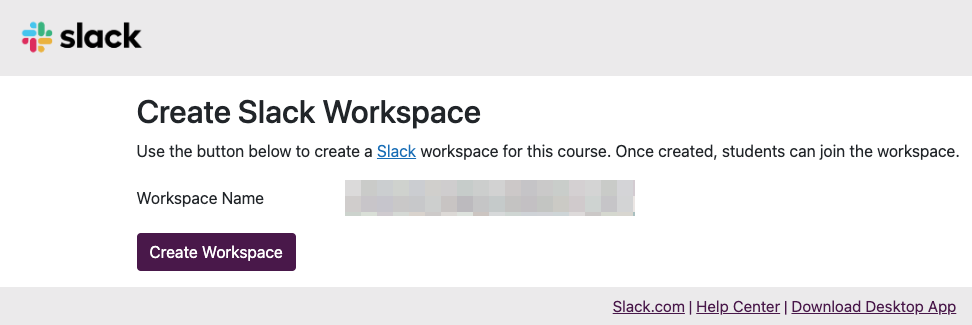 slack
Create Slack Workspace
Use the button below to create a Slack workspace for this course. Once created, students can join the workspace.
Workspace Name
Create Workspace
Slack.com | Help Center | Download Desktop App